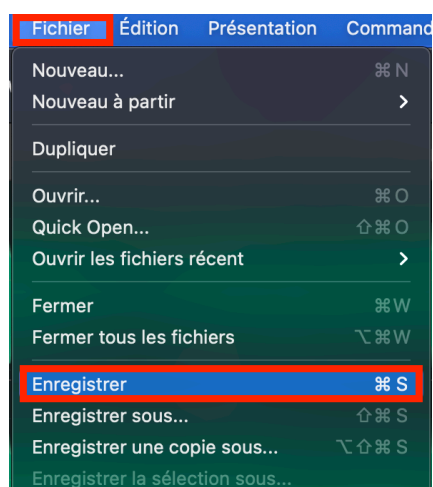 Fichier Édition Présentation Command
Nouveau... ⌘ N
Nouveau à partir >
Dupliquer
Ouvrir... ⌘ O
Quick Open... ⇧ ⌘ O
Ouvrir les fichiers récent >
Fermer ⌘ W
Fermer tous les fichiers ⌥ ⌘ W
Enregistrer ⌘ S
Enregistrer sous... ⇧ ⌘ S
Enregistrer une copie sous... ⌥ ⇧ ⌘ S
Enregistrer la sélection sous...